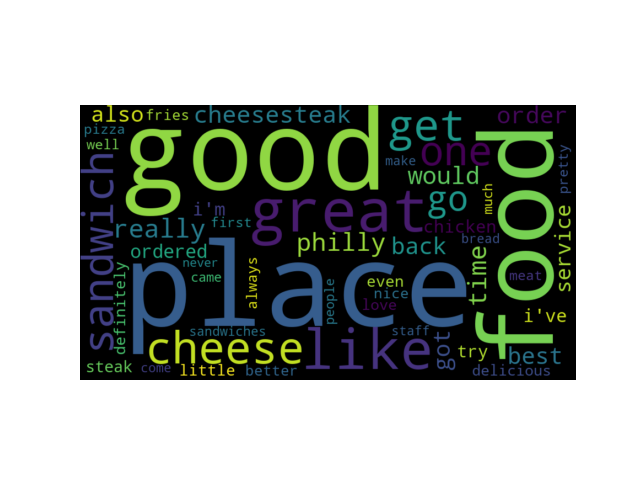 also
fries
cheesesteak
get
order
pizza
good
one
well
make
food
pretty
sandwich
would
much
i'm
great
go
really
first
chicken
service
philly
back
bread
ordered
place
never
time
definitely
came
always
people
even
nice
meat
love
i've
sandwiches
staff
cheese
like
got
try
best
steak
come
little
better
delicious